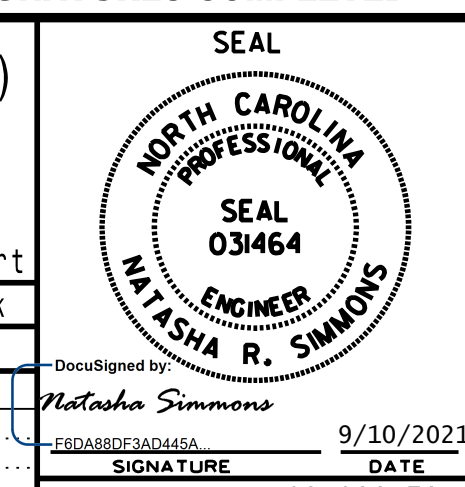 SEAL
NORTH CAROLINA
PROFESSIONAL
SEAL
031464
ENGINEER
NATASHA R. SIMMONS
rt
DocuSigned by:
Natasha Simmons
F6DA88DF3AD445A...
9/10/2021
SIGNATURE
DATE